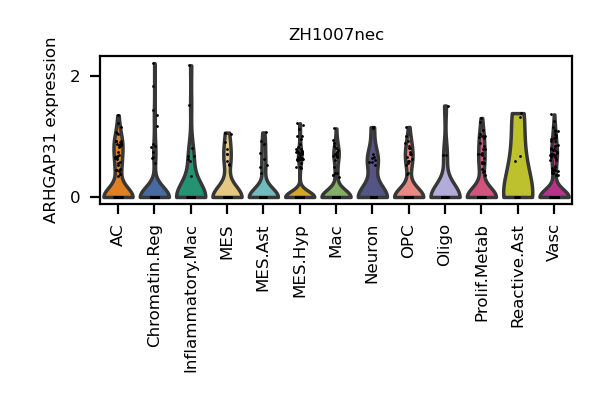 ZH1007nec
ARHGAP31 expression
2
0
AC
Chromatin.Reg
Inflammatory.Mac
MES
MES.Ast
MES.Hyp
Mac
Neuron
OPC
Oligo
Prolif.Metab
Reactive.Ast
Vasc